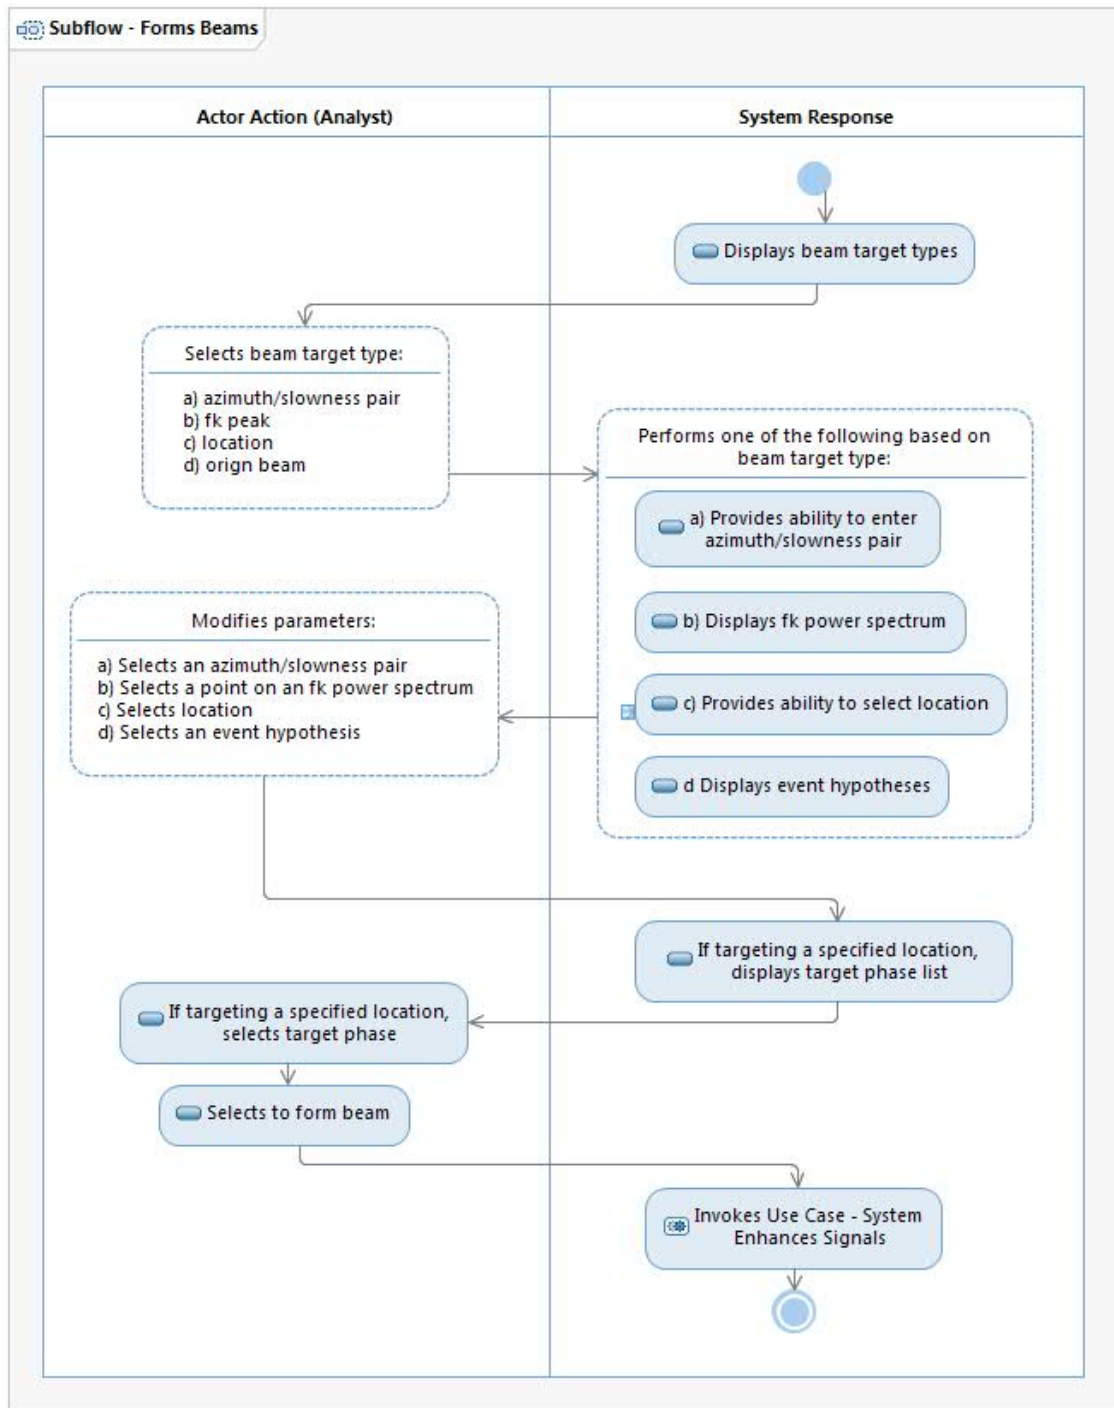 Subflow - Forms Beams
Actor Action (Analyst)
System Response
Displays beam target types
Selects beam target type:
a) azimuth/slowness pair
b) fk peak
c) location
d) orign beam
Performs one of the following based on
beam target type:
a) Provides ability to enter
azimuth/slowness pair
b) Displays fk power spectrum
c) Provides ability to select location
d Displays event hypotheses
Modifies parameters:
a) Selects an azimuth/slowness pair
b) Selects a point on an fk power spectrum
c) Selects location
d) Selects an event hypothesis
If targeting a specified location,
displays target phase list
If targeting a specified location,
selects target phase
Selects to form beam
Invokes Use Case - System
Enhances Signals